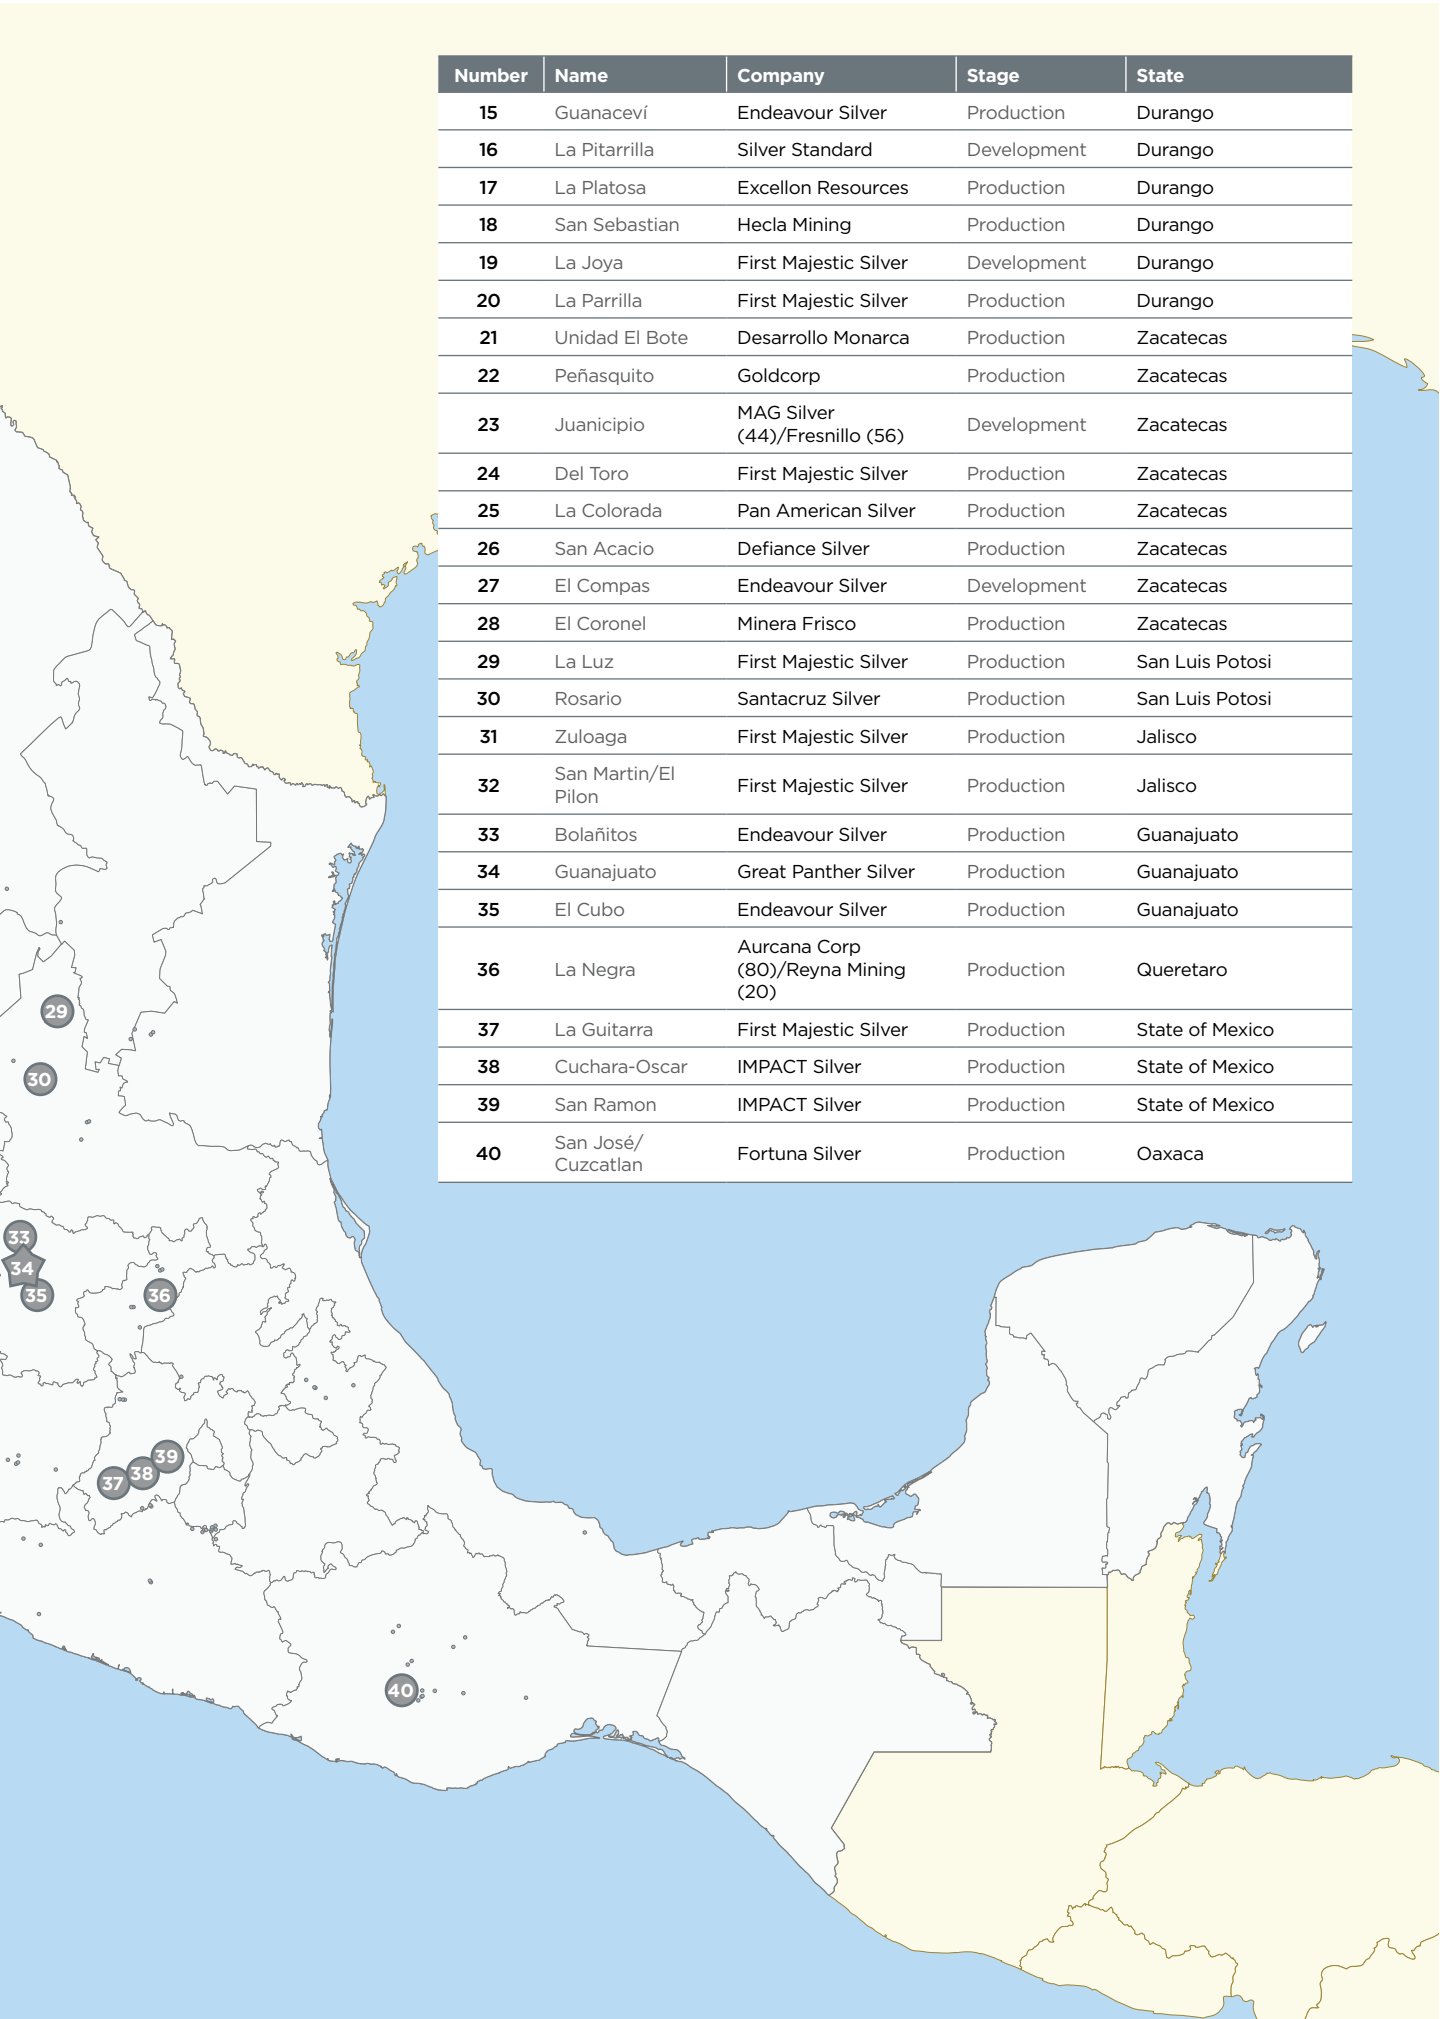 Number Name Company Stage State
15 Guanaceví Endeavour Silver Production Durango
16 La Pitarrilla Silver Standard Development Durango
17 La Platosa Excellon Resources Production Durango
18 San Sebastian Hecla Mining Production Durango
19 La Joya First Majestic Silver Development Durango
20 La Parrilla First Majestic Silver Production Durango
21 Unidad El Bote Desarrollo Monarca Production Zacatecas
22 Peñasquito Goldcorp Production Zacatecas
23 Juanicipio MAG Silver
(44)/Fresnillo (56) Development Zacatecas
24 Del Toro First Majestic Silver Production Zacatecas
25 La Colorada Pan American Silver Production Zacatecas
26 San Acacio Defiance Silver Production Zacatecas
27 El Compas Endeavour Silver Development Zacatecas
28 El Coronel Minera Frisco Production Zacatecas
29 La Luz First Majestic Silver Production San Luis Potosi
30 Rosario Santacruz Silver Production San Luis Potosi
31 Zuloaga First Majestic Silver Production Jalisco
32 San Martin/El
Pilon First Majestic Silver Production Jalisco
33 Bolañitos Endeavour Silver Production Guanajuato
34 Guanajuato Great Panther Silver Production Guanajuato
35 El Cubo Endeavour Silver Production Guanajuato
36 La Negra Aurcana Corp
(80)/Reyna Mining
(20) Production Queretaro
37 La Guitarra First Majestic Silver Production State of Mexico
38 Cuchara-Oscar IMPACT Silver Production State of Mexico
39 San Ramon IMPACT Silver Production State of Mexico
40 San José/
Cuzcatlan Fortuna Silver Production Oaxaca
29
30
33
34
35
36
39
38
37
40